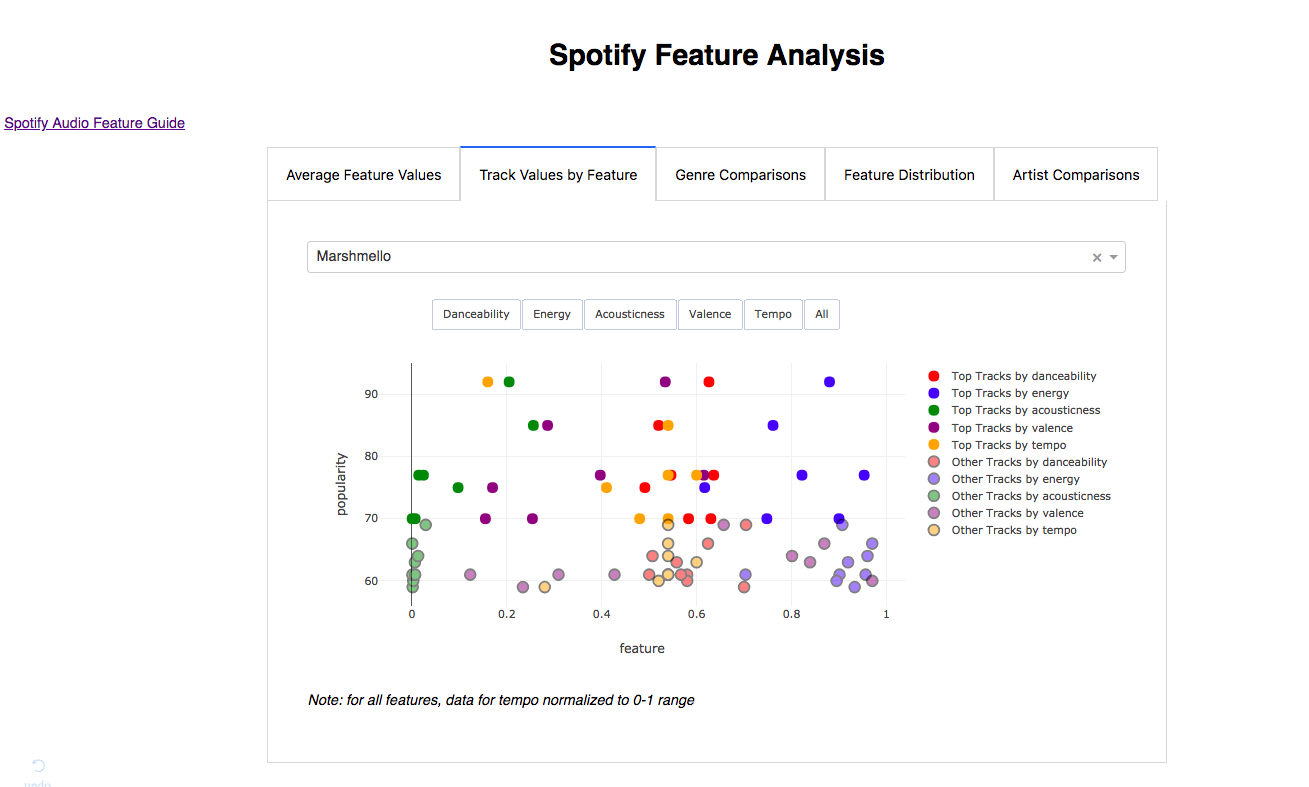 Spotify Feature Analysis
Spotify Audio Feature Guide
Average Feature Values
Track Values by Feature
Genre Comparisons
Feature Distribution
Artist Comparisons
Marshmello
Danceability
Energy
Acousticness
Valence
Tempo
All
popularity
90
80
70
60
0
0.2
0.4
0.6
0.8
1
feature
Top Tracks by danceability
Top Tracks by energy
Top Tracks by acousticness
Top Tracks by valence
Top Tracks by tempo
Other Tracks by danceability
Other Tracks by energy
Other Tracks by acousticness
Other Tracks by valence
Other Tracks by tempo
Note: for all features, data for tempo normalized to 0-1 range
undo